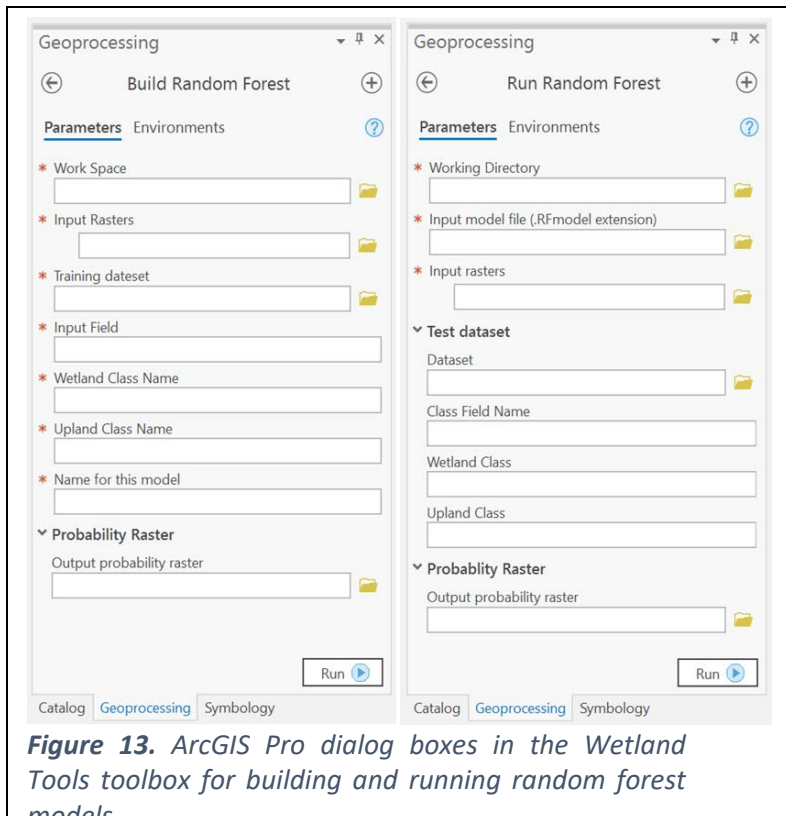 Geoprocessing
Build Random Forest
Parameters Environments
* Work Space
* Input Rasters
* Training dateset
* Input Field
* Wetland Class Name
* Upland Class Name
* Name for this model
Probability Raster
Output probability raster
Run
Catalog Geoprocessing Symbology
Geoprocessing
Run Random Forest
Parameters Environments
* Working Directory
* Input model file (.RFmodel extension)
* Input rasters
Test dataset
Dataset
Class Field Name
Wetland Class
Upland Class
Probablity Raster
Output probability raster
Run
Catalog Geoprocessing Symbology
Figure 13. ArcGIS Pro dialog boxes in the Wetland
Tools toolbox for building and running random forest
models